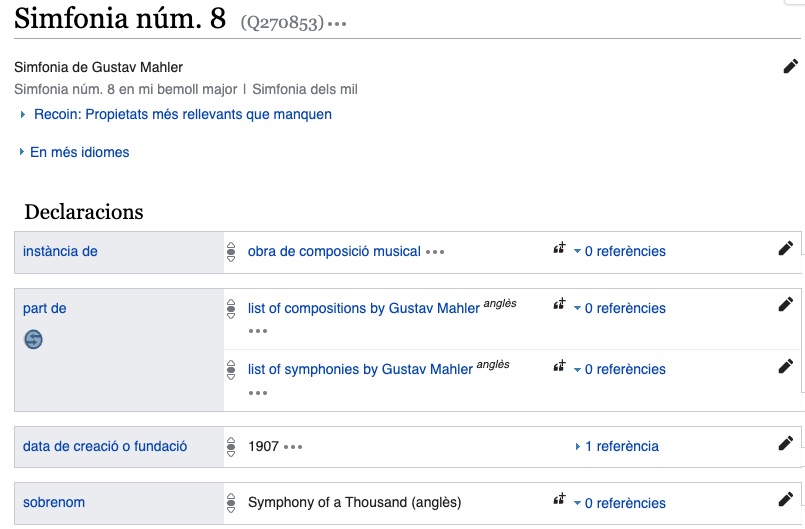 Simfonia núm. 8 (Q270853) •••
Simfonia de Gustav Mahler
Simfonia núm. 8 en mi bemoll major | Simfonia dels mil
Recoin: Propietats més rellevants que manquen
En més idiomes
Declaracions
instància de
obra de composició musical •••
0 referències
part de
list of compositions by Gustav Mahler anglès
•••
0 referències
list of symphonies by Gustav Mahler anglès
•••
0 referències
data de creació o fundació
1907 •••
1 referència
sobrenom
Symphony of a Thousand (anglès)
0 referències